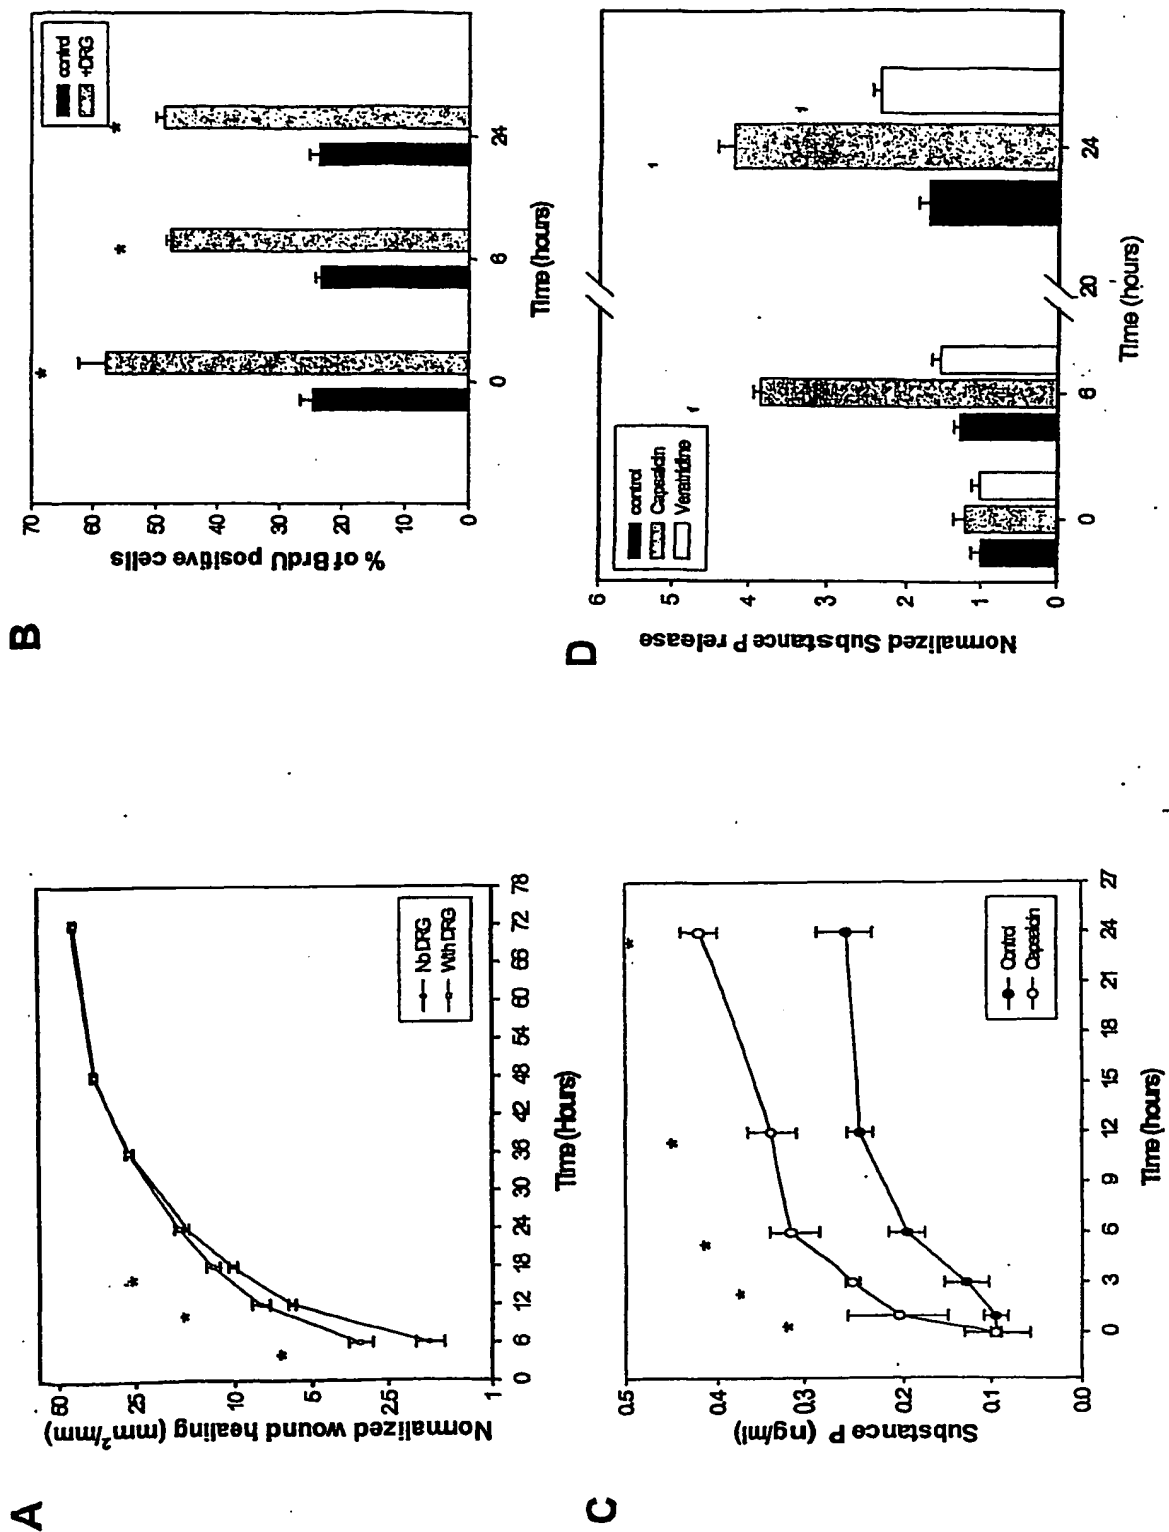 A
Normalized wound healing (mm²/mm)
50
25
10
5
2.5
1
0 6 12 18 24 30 36 42 48 54 60 66 72 78
Time (Hours)
No DRG
With DRG
*
*
*
B
% of BrdU positive cells
70
60
50
40
30
20
10
0
0 6 24
Time (hours)
control
+DRG
*
*
*
C
Substance P (ng/ml)
0.5
0.4
0.3
0.2
0.1
0.0
0 3 6 9 12 15 18 21 24 27
Time (hours)
Control
Capsaicin
*
*
*
*
*
D
Normalized Substance P release
6
5
4
3
2
1
0
0 6 20 24
Time (hours)
control
Capsaicin
Veratridine